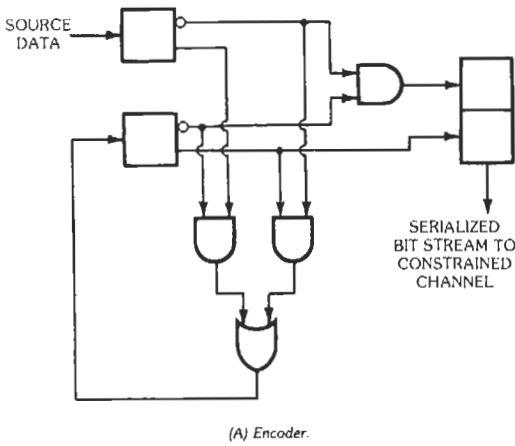 SOURCE
DATA
SERIALIZED
BIT STREAM TO
CONSTRAINED
CHANNEL
(A) Encoder.